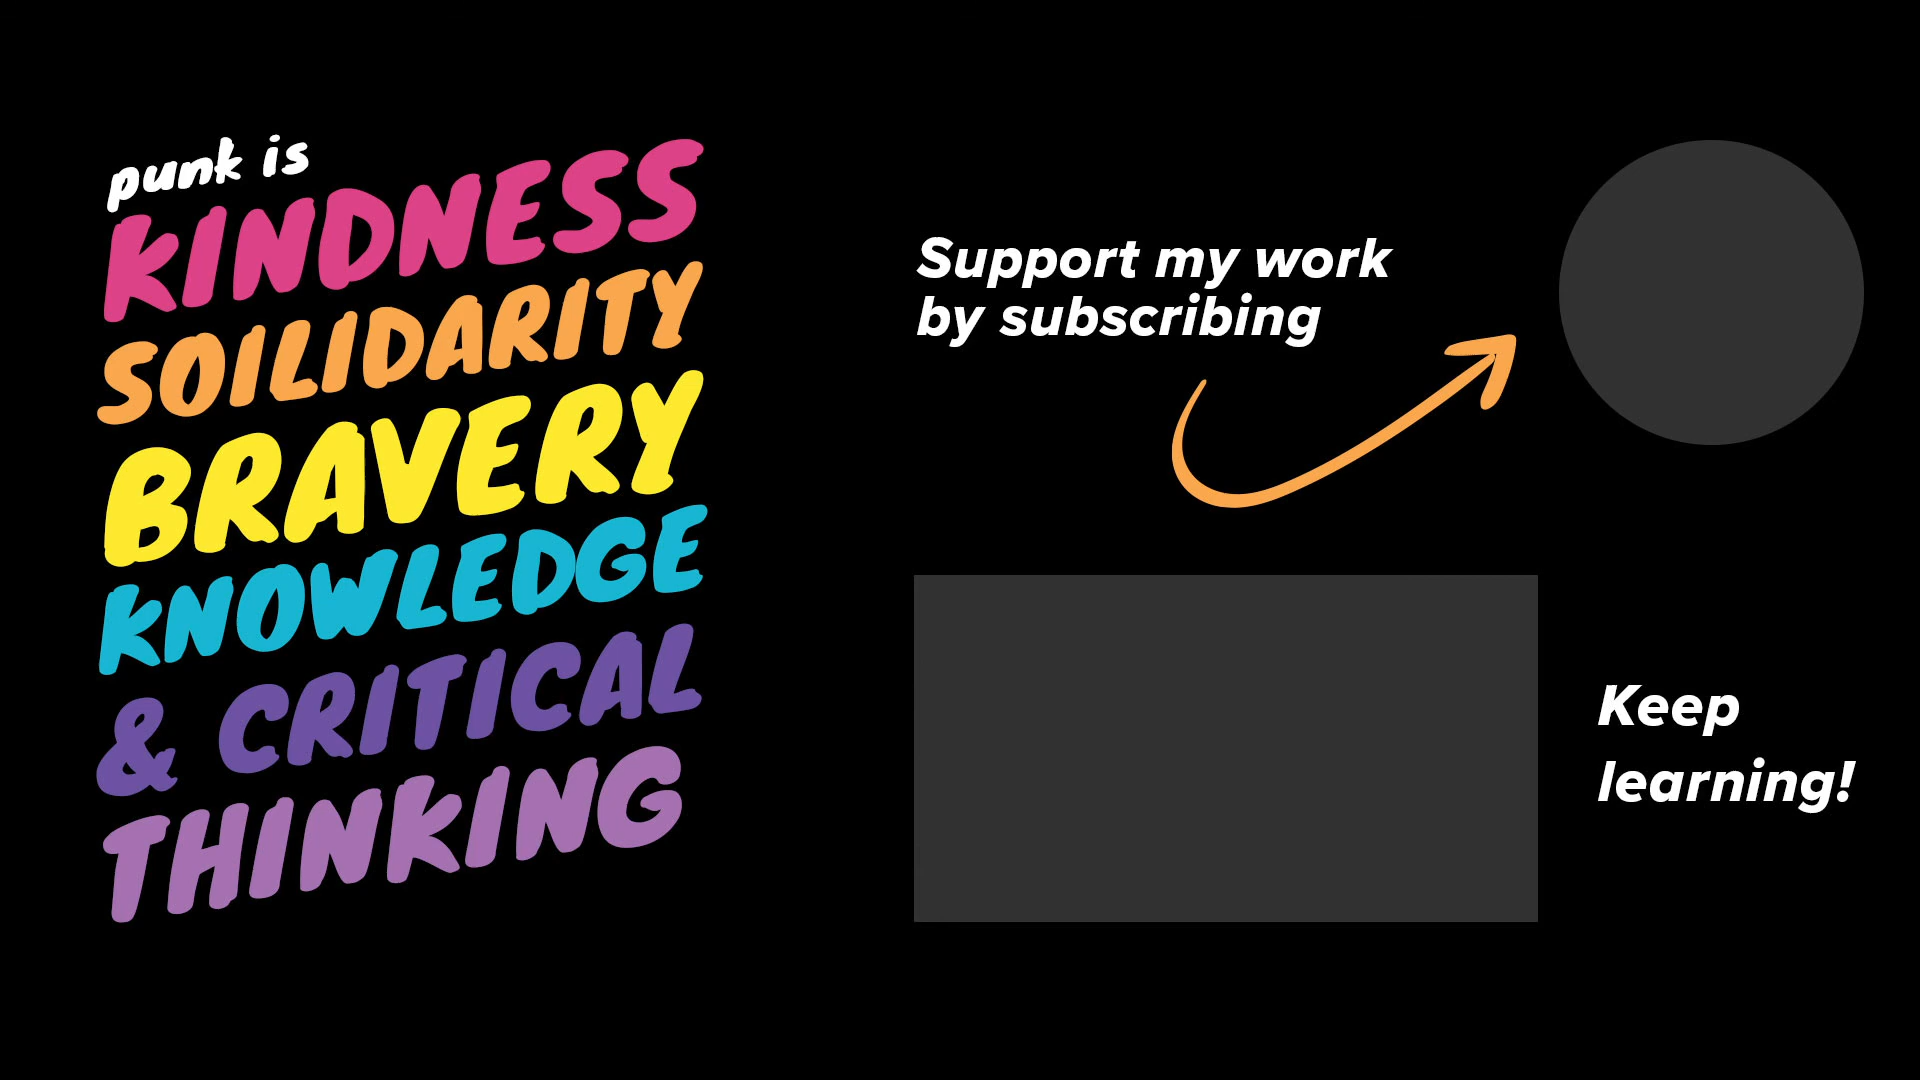 punk is
KINDNESS
SOILIDARITY
BRAVERY
KNOWLEDGE
& CRITICAL
THINKING
Support my work
by subscribing
Keep
learning!